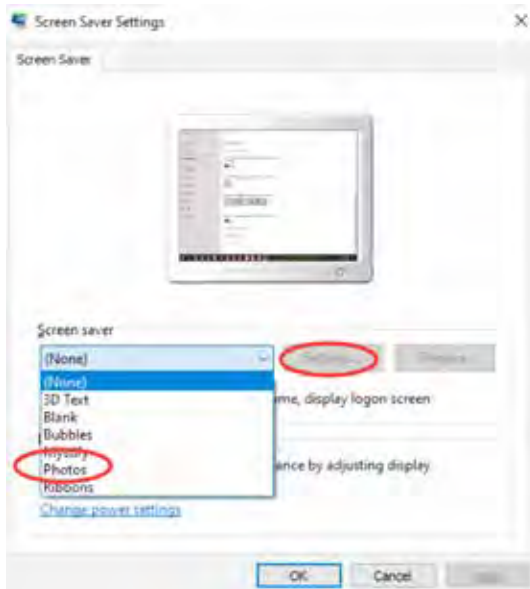 Screen Saver Settings
Screen Saver
Screen saver
(None)
(None)
3D Text
Blank
Bubbles
Mystify
Photos
Ribbons
me, display logon screen
ance by adjusting display
Change power settings
OK
Cancel